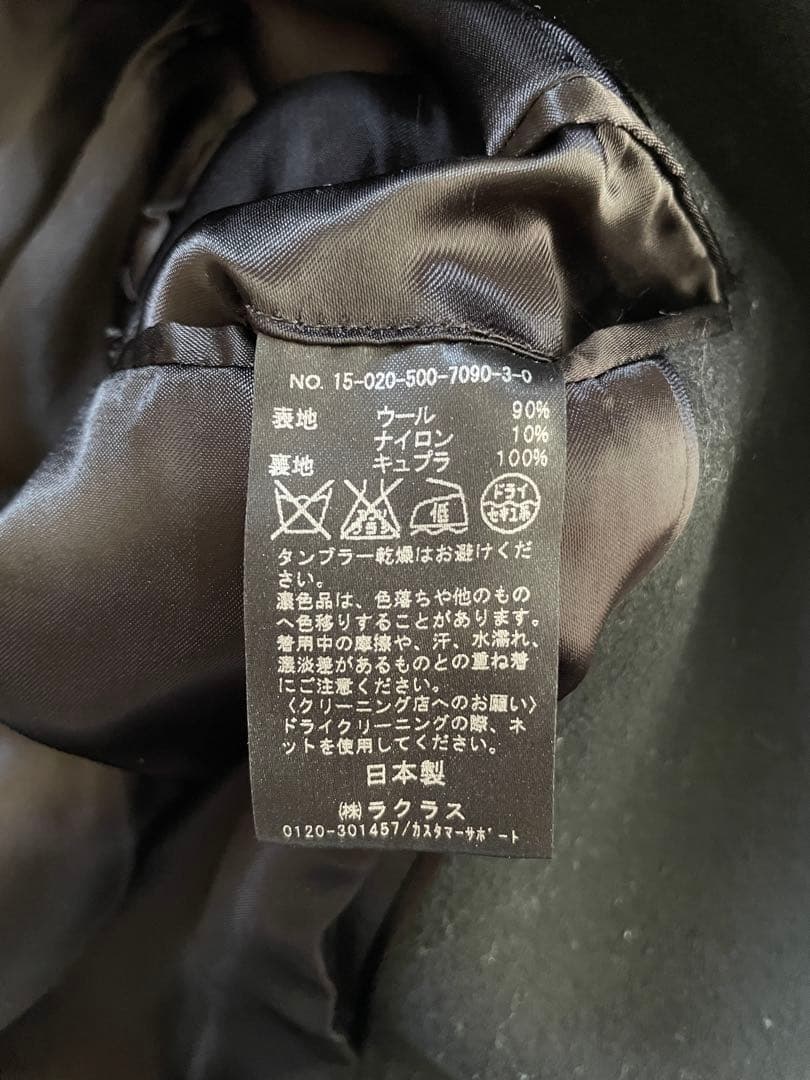 NO. 15-020-500-7090-3-0
表地 ウール 90%
ナイロン 10%
裏地 キュプラ 100%
エンソ サラシ 低 ドライ セキユ系
タンブラー乾燥はお避けくだ
さい。
濃色品は、色落ちや他のもの
へ色移りすることがあります。
着用中の摩擦や、汗、水濡れ、
濃淡差があるものとの重ね着
にご注意ください。
〈クリーニング店へのお願い〉
ドライクリーニングの際、ネ
ットを使用してください。
日本製
㈱ラクラス
0120-301457/カスタマーサポート